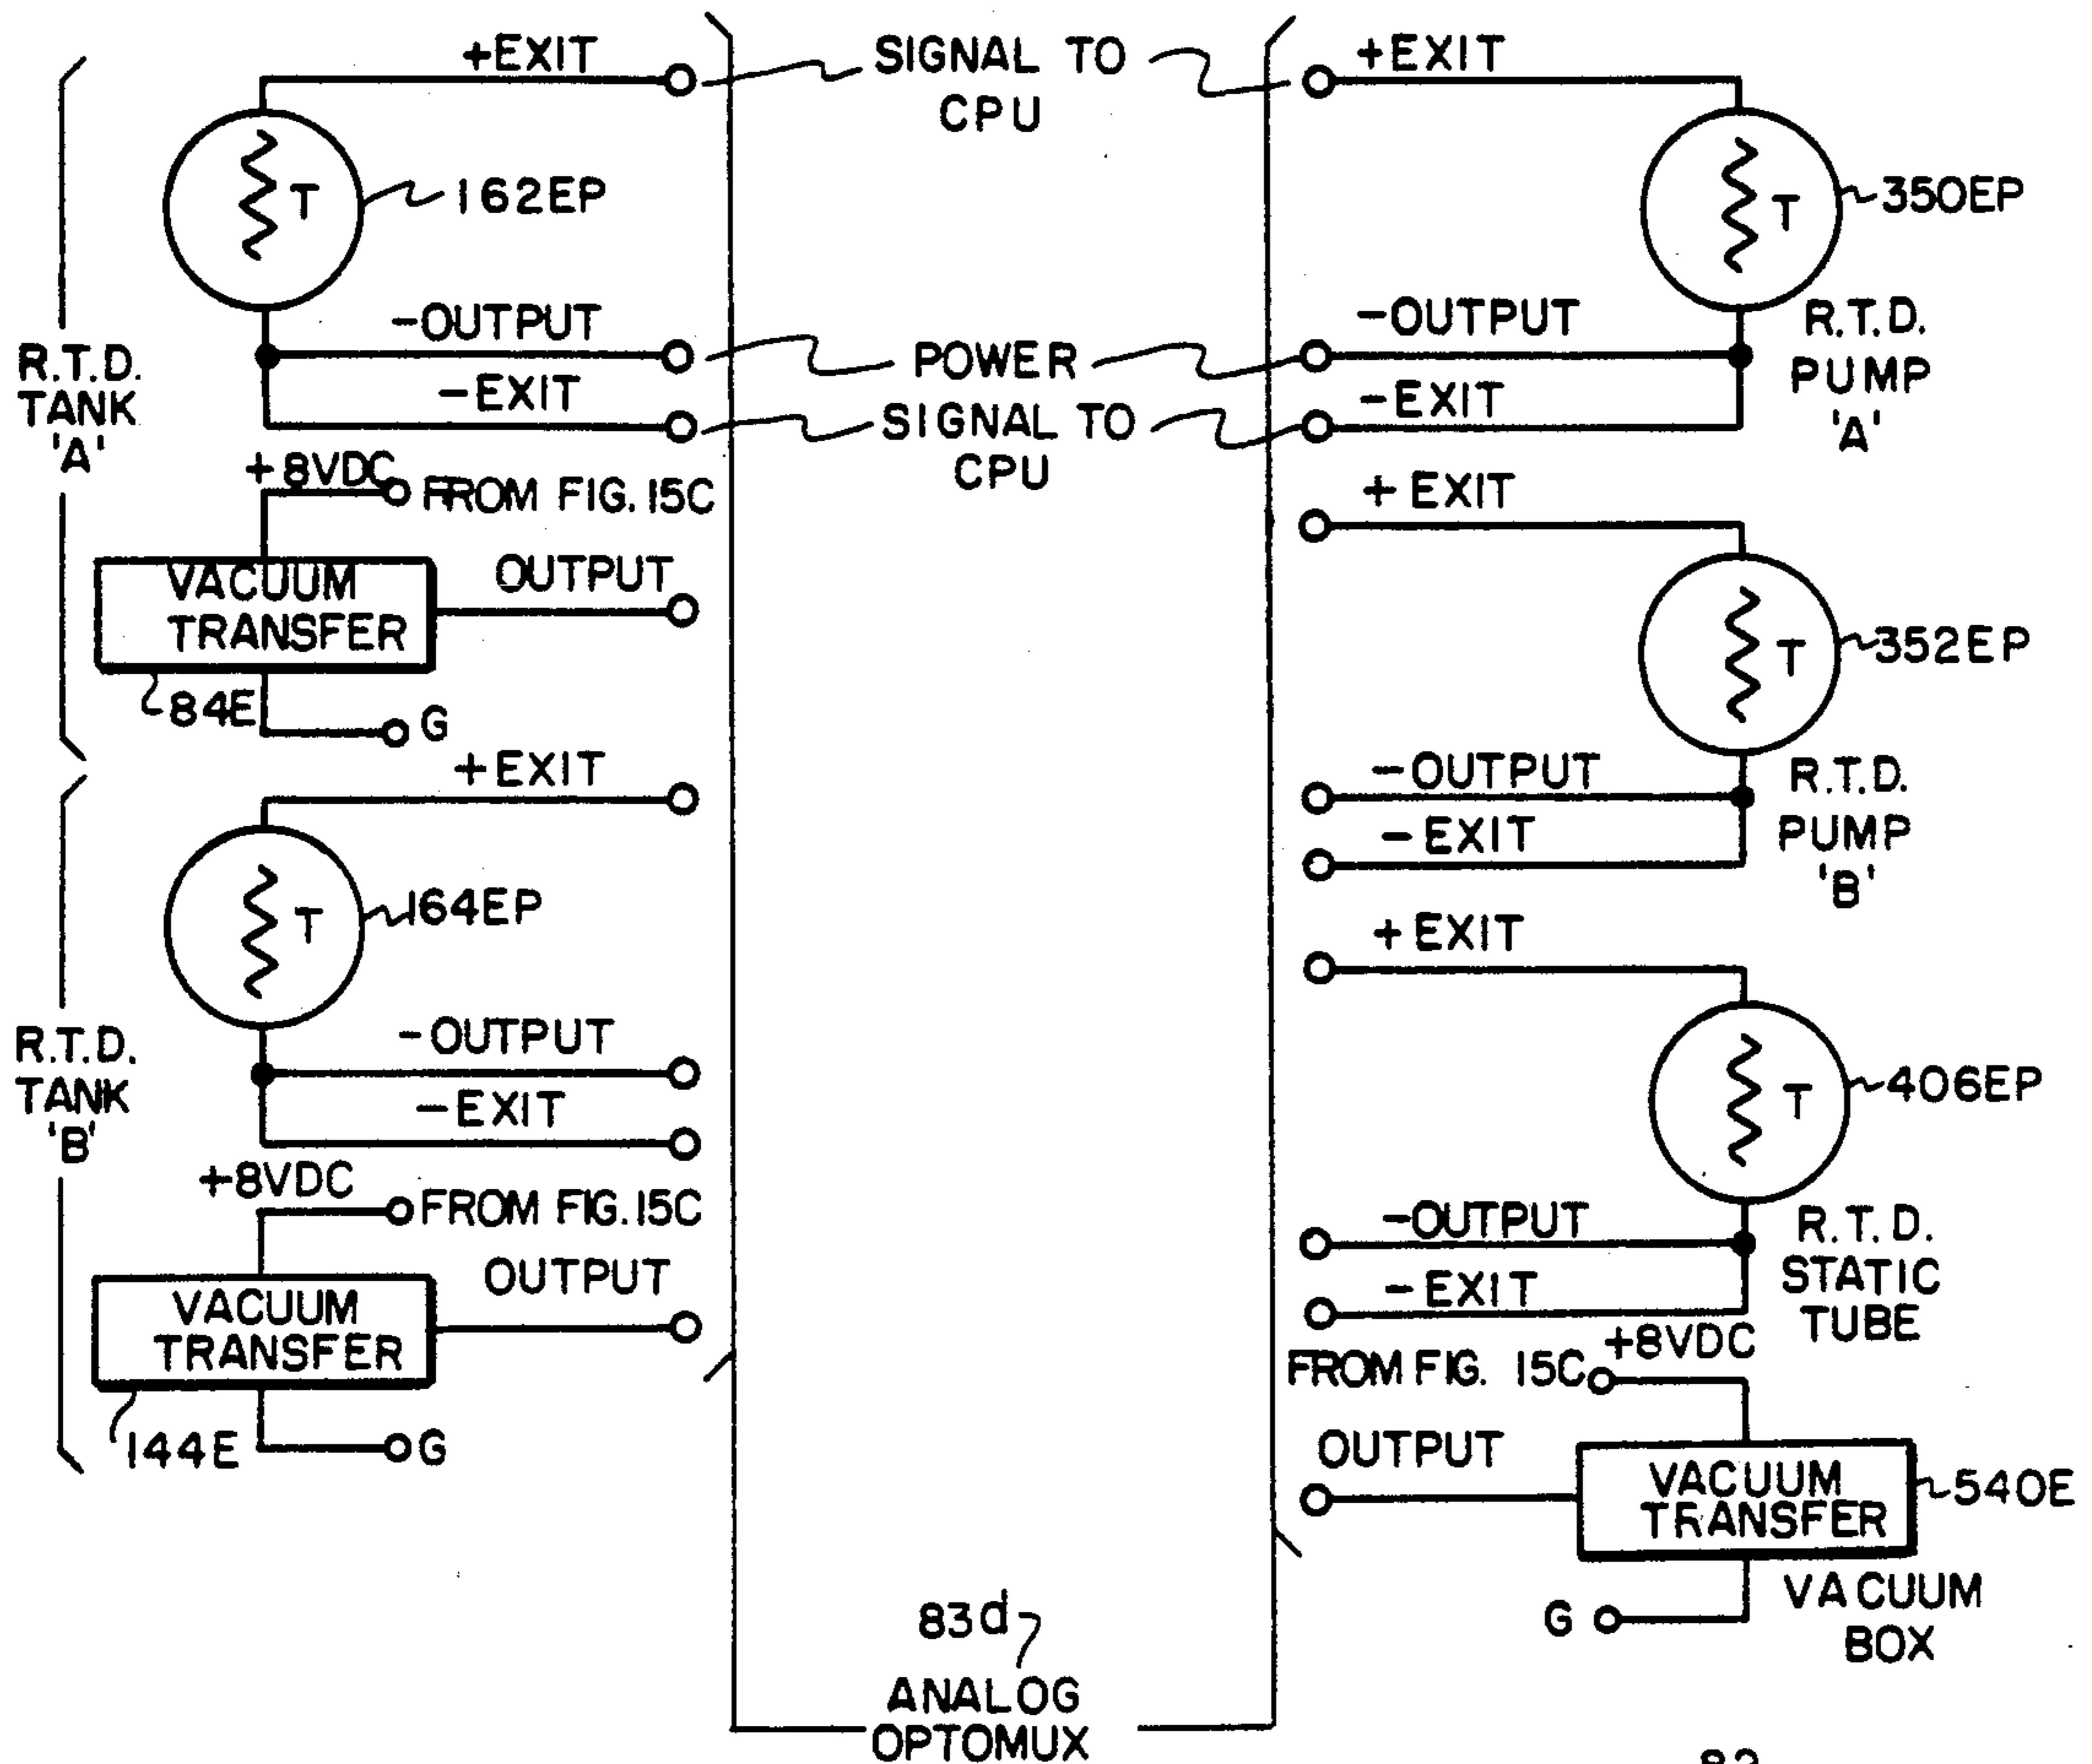 +EXIT
162EP
-OUTPUT
-EXIT
R.T.D.
TANK
'A'
+8VDC
FROM FIG. 15C
VACUUM
TRANSFER
OUTPUT
84E
G
+EXIT
164EP
-OUTPUT
-EXIT
R.T.D.
TANK
'B'
+8VDC
FROM FIG. 15C
OUTPUT
VACUUM
TRANSFER
144E
G
SIGNAL TO
CPU
POWER
SIGNAL TO
CPU
83d
ANALOG
OPTOMUX
+EXIT
350EP
-OUTPUT
-EXIT
R.T.D.
PUMP
'A'
+EXIT
352EP
-OUTPUT
-EXIT
R.T.D.
PUMP
'B'
+EXIT
406EP
-OUTPUT
-EXIT
R.T.D.
STATIC
TUBE
+8VDC
FROM FIG. 15C
OUTPUT
VACUUM
TRANSFER
540E
G
VACUUM
BOX